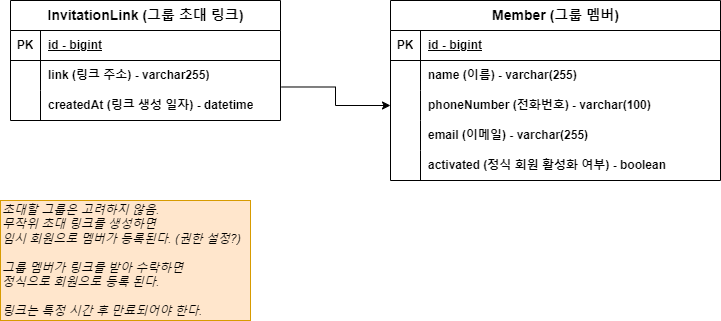 InvitationLink (그룹 초대 링크)
PK id - bigint
link (링크 주소) - varchar255)
createdAt (링크 생성 일자) - datetime
Member (그룹 멤버)
PK id - bigint
name (이름) - varchar(255)
phoneNumber (전화번호) - varchar(100)
email (이메일) - varchar(255)
activated (정식 회원 활성화 여부) - boolean
초대할 그룹은 고려하지 않음.
무작위 초대 링크를 생성하면
임시 회원으로 멤버가 등록된다. (권한 설정?)
그룹 멤버가 링크를 받아 수락하면
정식으로 회원으로 등록 된다.
링크는 특정 시간 후 만료되어야 한다.